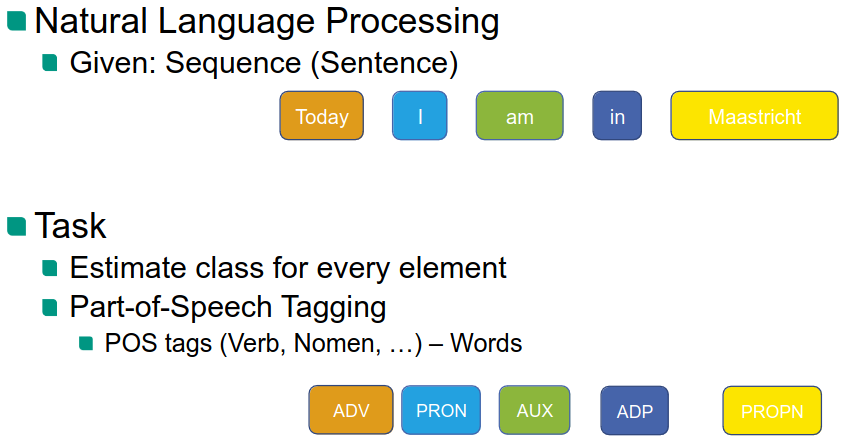 Natural Language Processing
Given: Sequence (Sentence)
Today I am in Maastricht
Task
Estimate class for every element
Part-of-Speech Tagging
POS tags (Verb, Nomen, …) – Words
ADV PRON AUX ADP PROPN